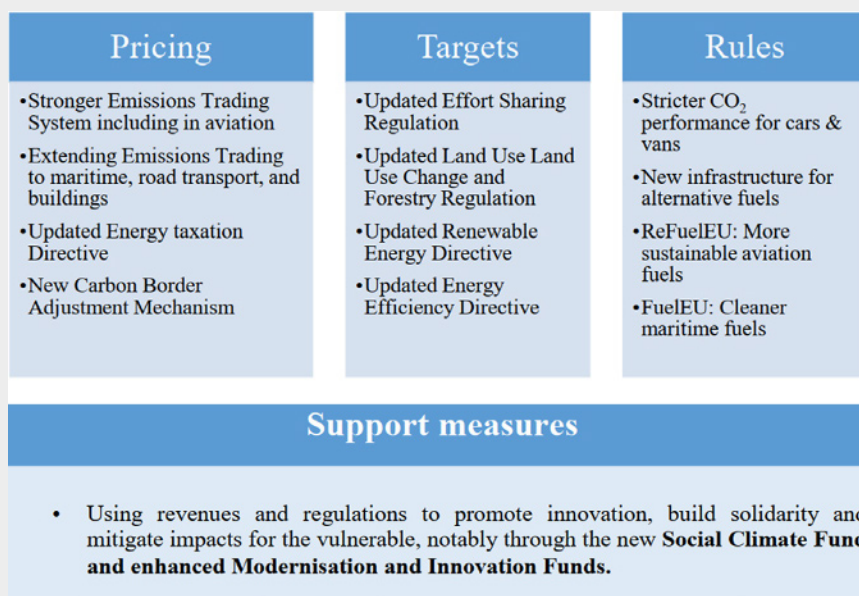 Pricing
•Stronger Emissions Trading
System including in aviation
•Extending Emissions Trading
to maritime, road transport, and
buildings
•Updated Energy taxation
Directive
•New Carbon Border
Adjustment Mechanism
Targets
•Updated Effort Sharing
Regulation
•Updated Land Use Land
Use Change and
Forestry Regulation
•Updated Renewable
Energy Directive
•Updated Energy
Efficiency Directive
Rules
•Stricter CO₂
performance for cars &
vans
•New infrastructure for
alternative fuels
•ReFuelEU: More
sustainable aviation
fuels
•FuelEU: Cleaner
maritime fuels
Support measures
• Using revenues and regulations to promote innovation, build solidarity and
mitigate impacts for the vulnerable, notably through the new Social Climate Fund
and enhanced Modernisation and Innovation Funds.